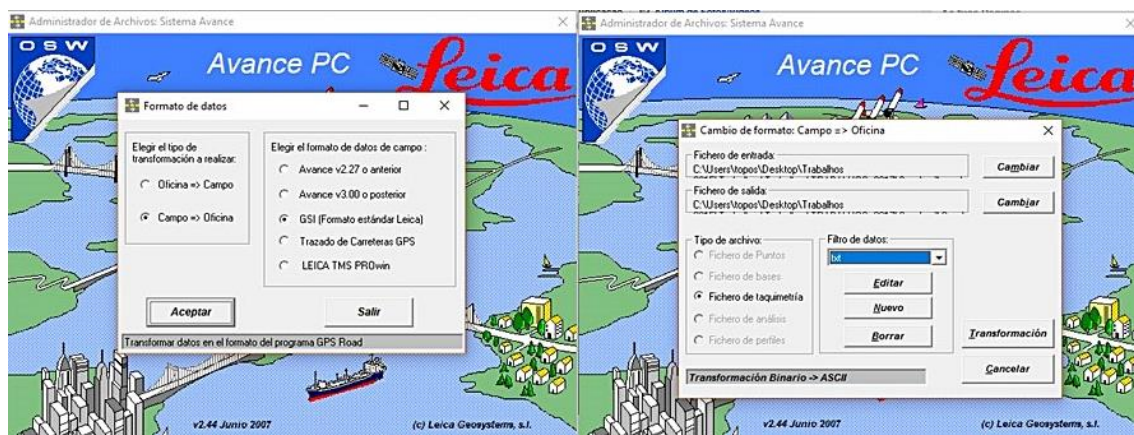 Administrador de Archivos: Sistema Avance
OSW
Avance PC
Leica
Formato de datos
Elegir el tipo de
transformación a realizar:
Oficina => Campo
Campo => Oficina
Elegir el formato de datos de campo :
Avance v2.27 o anterior
Avance v3.00 o posterior
GSI (Formato estándar Leica)
Trazado de Carreteras GPS
LEICA TMS PROwin
Aceptar
Salir
Transformar datos en el formato del programa GPS Road
v2.44 Junio 2007
(c) Leica Geosystems, s.l.
Administrador de Archivos: Sistema Avance
OSW
Avance PC
Leica
Cambio de formato: Campo => Oficina
Fichero de entrada:
C:\Users\topos\Desktop\Trabalhos
Cambiar
Fichero de salida:
C:\Users\topos\Desktop\Trabalhos
Cambiar
Tipo de archivo:
Fichero de Puntos
Fichero de bases
Fichero de taquimetría
Fichero de análisis
Fichero de perfiles
Filtro de datos:
txt
Editar
Nuevo
Borrar
Transformación
Cancelar
Transformación Binario -> ASCII
v2.44 Junio 2007
(c) Leica Geosystems, s.l.